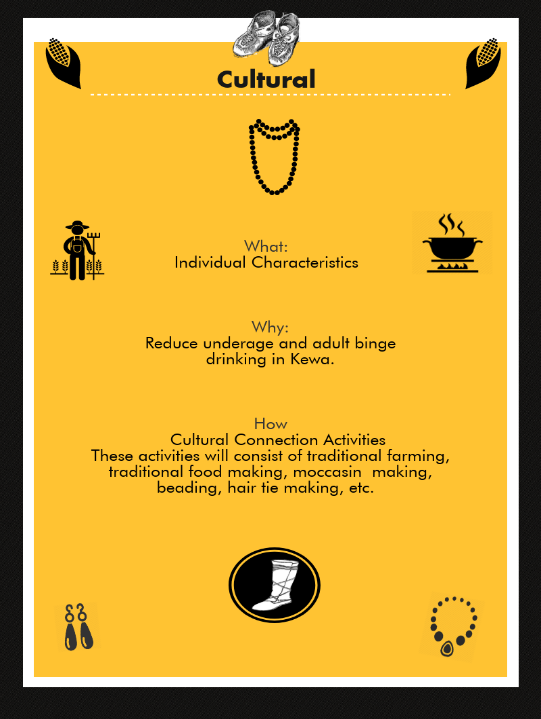 Cultural
What:
Individual Characteristics
Why:
Reduce underage and adult binge
drinking in Kewa.
How
Cultural Connection Activities
These activities will consist of traditional farming,
traditional food making, moccasin  making,
beading, hair tie making, etc.